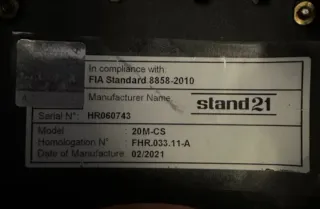 In compliance with:
FIA Standard 8858-2010
Manufacturer Name
stand21
Serial N°: HR060743
Model : 20M-CS
Homologation N° : FHR.033.11-A
Date of Manufacture : 02/2021